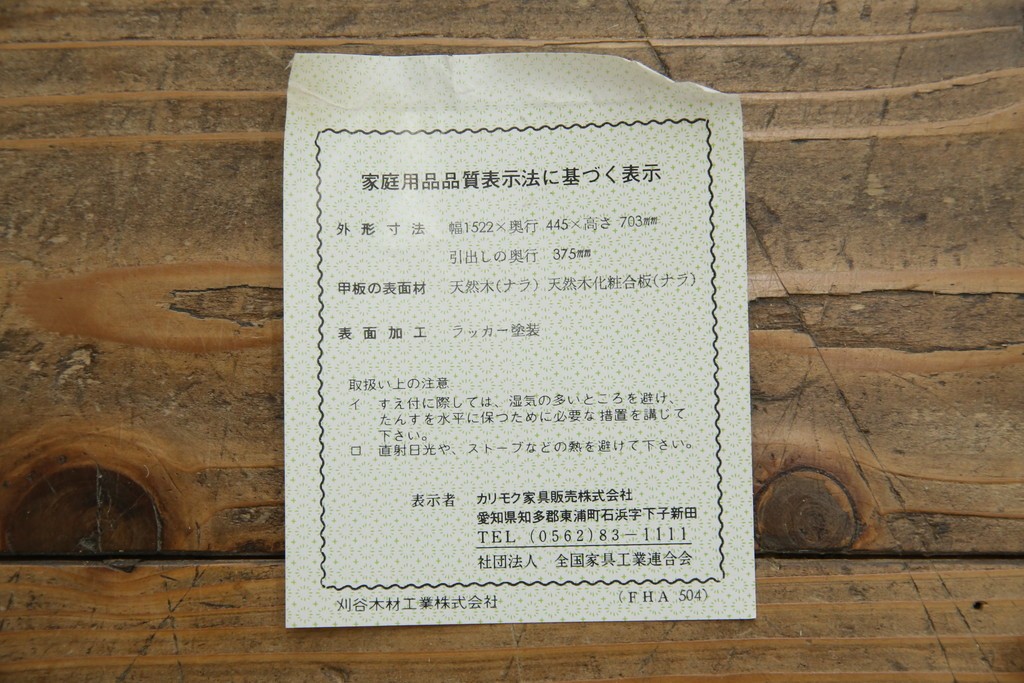 家庭用品品質表示法に基づく表示
外形寸法 幅1522×奥行 445×高さ 703㎜
引出しの奥行 375㎜
甲板の表面材 天然木(ナラ) 天然木化粧合板(ナラ)
表面加工 ラッカー塗装
取扱い上の注意
イ すえ付に際しては、湿気の多いところを避け、
たんすを水平に保つために必要な措置を講じて
下さい。
ロ 直射日光や、ストーブなどの熱を避けて下さい。
表示者 カリモク家具販売株式会社
愛知県知多郡東浦町石浜字下子新田
TEL (0562)83-1111
社団法人 全国家具工業連合会
刈谷木材工業株式会社 (FHA 504)